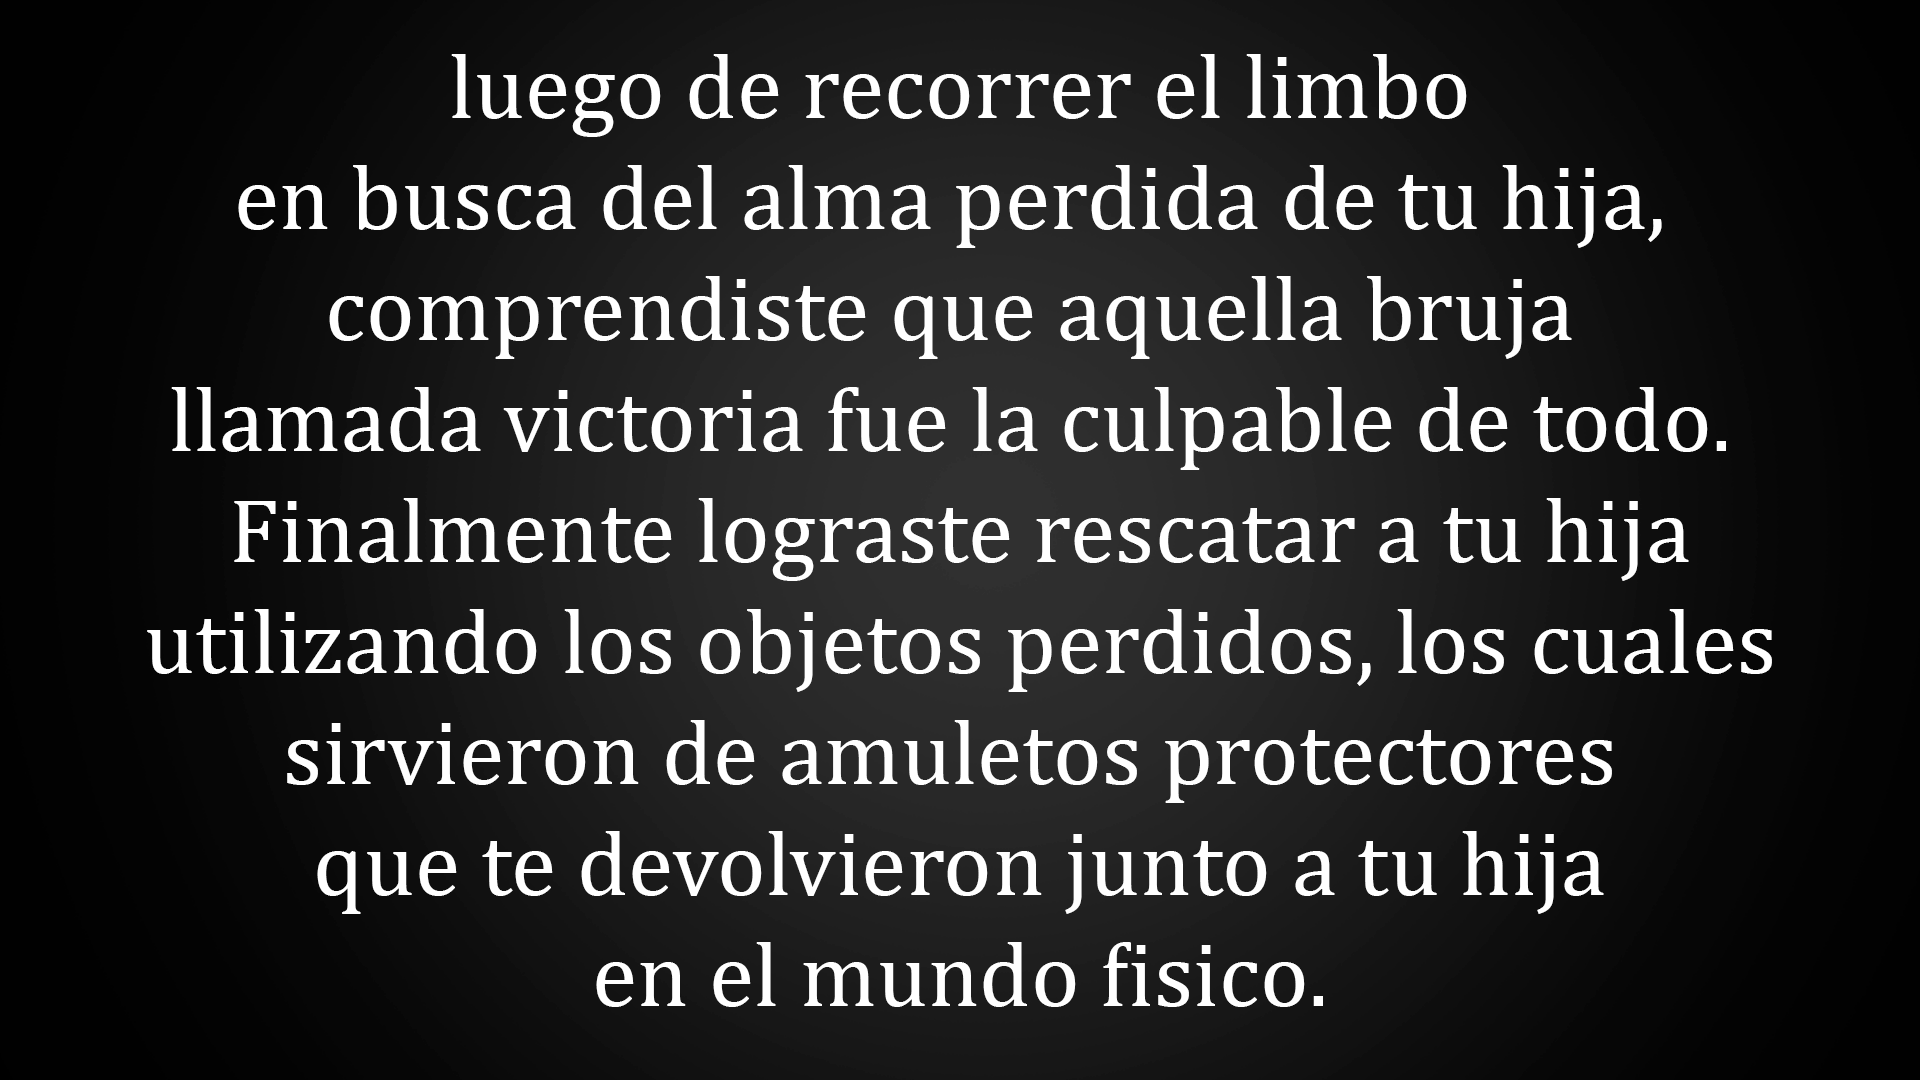 luego de recorrer el limbo
en busca del alma perdida de tu hija,
comprendiste que aquella bruja
llamada victoria fue la culpable de todo.
Finalmente lograste rescatar a tu hija
utilizando los objetos perdidos, los cuales
sirvieron de amuletos protectores
que te devolvieron junto a tu hija
en el mundo fisico.